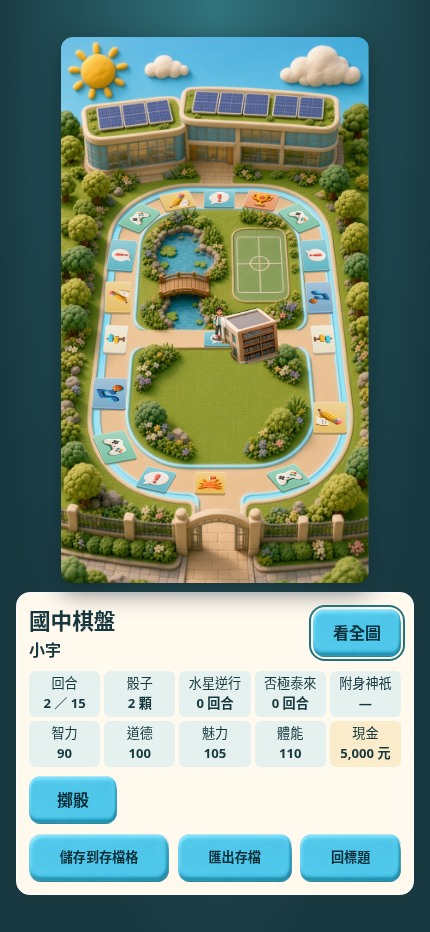 國中棋盤
小宇
看全圖
回合
2 ／ 15
骰子
2 顆
水星逆行
0 回合
否極泰來
0 回合
附身神祇
—
智力
90
道德
100
魅力
105
體能
110
現金
5,000 元
擲骰
儲存到存檔格
匯出存檔
回標題